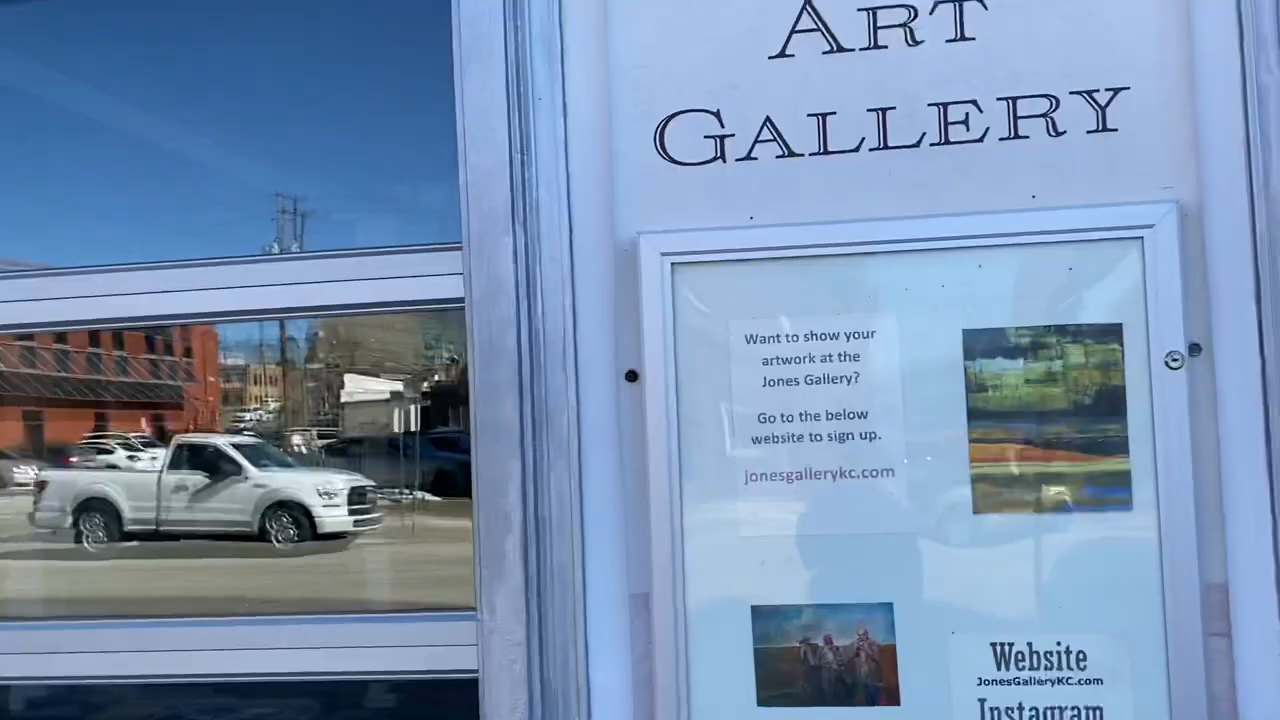 ART
GALLERY
Want to show your
artwork at the
Jones Gallery?
Go to the below
website to sign up.
jonesgallerykc.com
Website
JonesGalleryKC.com
Instagram